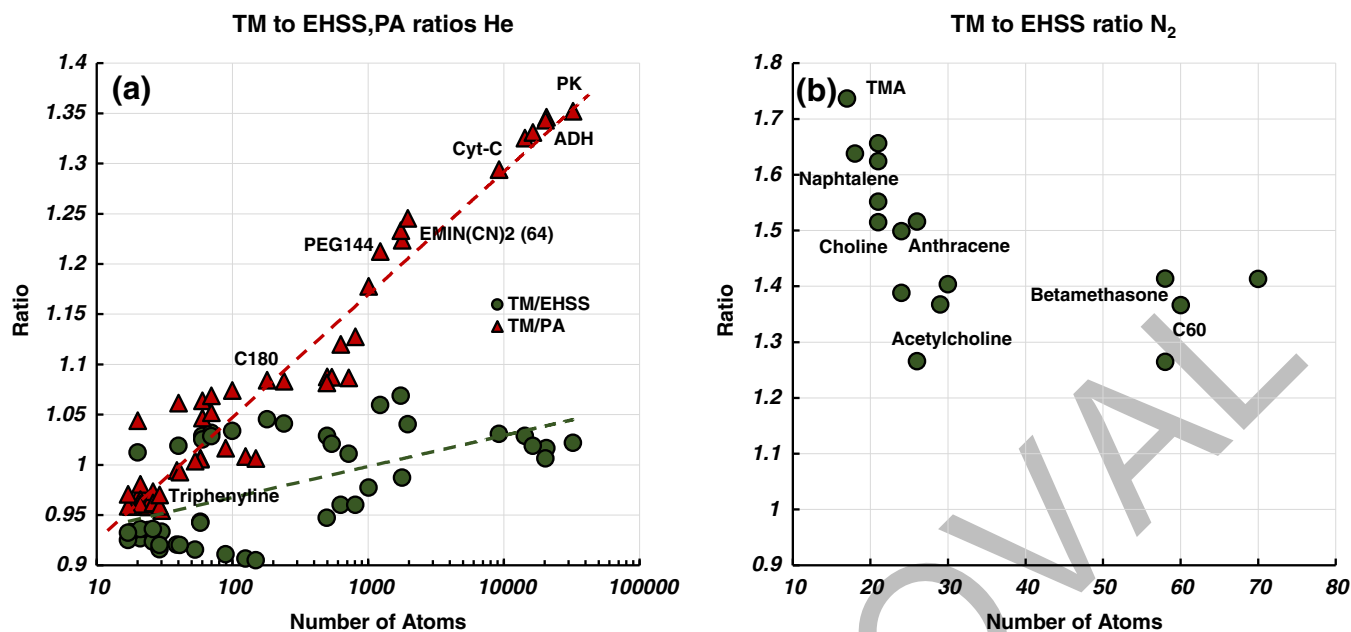 TM to EHSS,PA ratios He
(a)
1.4
1.35
1.3
1.25
1.2
1.15
1.1
1.05
1
0.95
0.9
Ratio
PK
ADH
Cyt-C
EMIN(CN)2 (64)
PEG144
TM/EHSS
TM/PA
C180
Triphenyline
10
100
1000
10000
100000
Number of Atoms
TM to EHSS ratio N2
(b)
1.8
1.7
1.6
1.5
1.4
1.3
1.2
1.1
1
0.9
Ratio
TMA
Naphtalene
Choline
Anthracene
Betamethasone
C60
Acetylcholine
10
20
30
40
50
60
70
80
Number of Atoms
OVAL